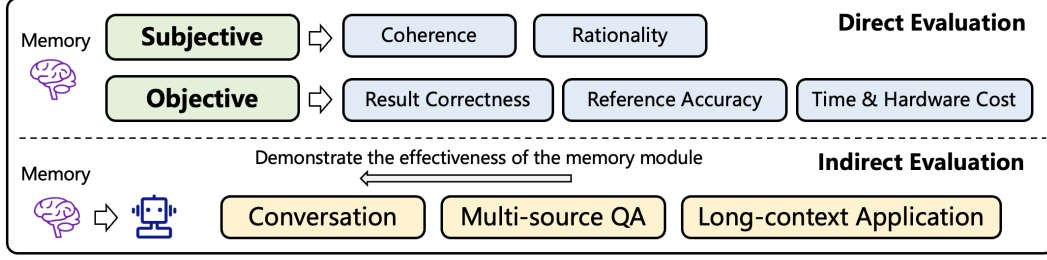 Direct Evaluation
Memory
Subjective
Coherence
Rationality
Objective
Result Correctness
Reference Accuracy
Time & Hardware Cost
Indirect Evaluation
Memory
Demonstrate the effectiveness of the memory module
Conversation
Multi-source QA
Long-context Application